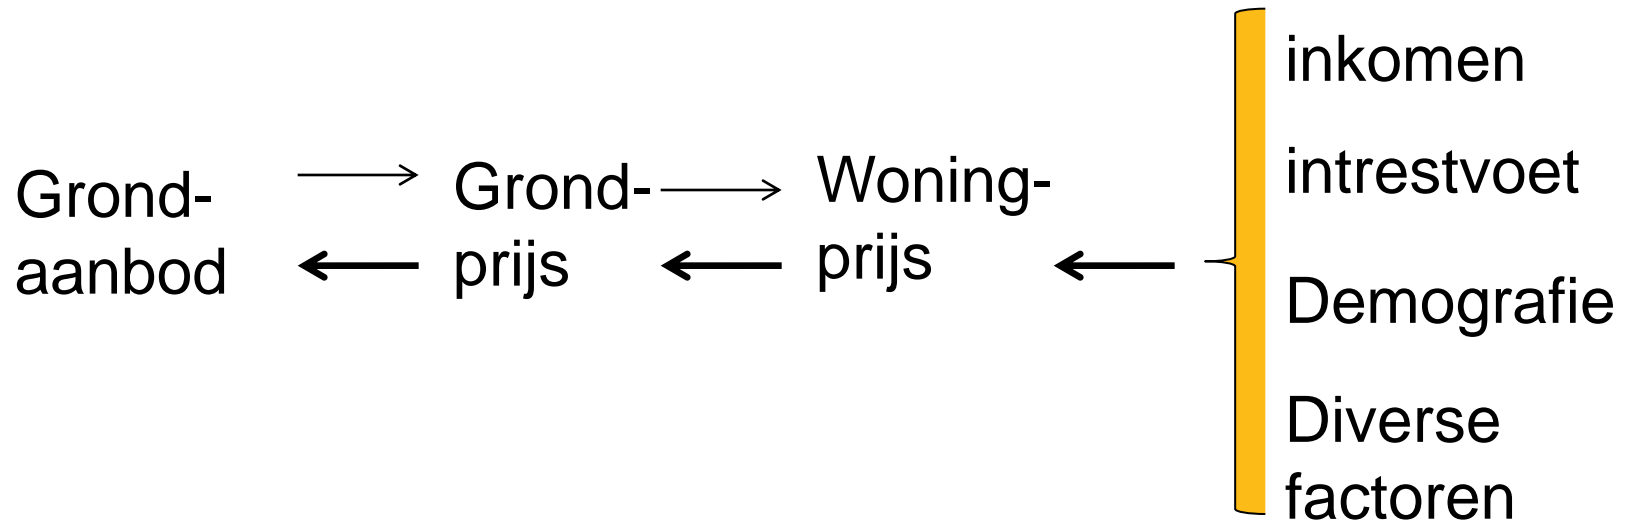 Grond-
aanbod
Grond-
prijs
Woning-
prijs
inkomen
intrestvoet
Demografie
Diverse
factoren